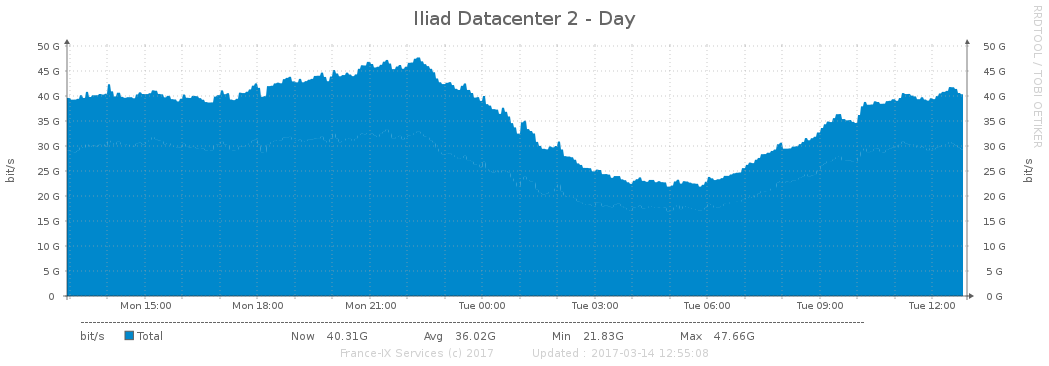 Iliad Datacenter 2 - Day
RRDTOOL / TOBI OETIKER
50 G 50 G
45 G 45 G
40 G 40 G
35 G 35 G
30 G 30 G
25 G 25 G
20 G 20 G
15 G 15 G
10 G 10 G
5 G 5 G
0 0 G
bit/s bit/s
Mon 15:00 Mon 18:00 Mon 21:00 Tue 00:00 Tue 03:00 Tue 06:00 Tue 09:00 Tue 12:00
bit/s Total Now 40.31G Avg 36.02G Min 21.83G Max 47.66G
France-IX Services (c) 2017 Updated : 2017-03-14 12:55:08